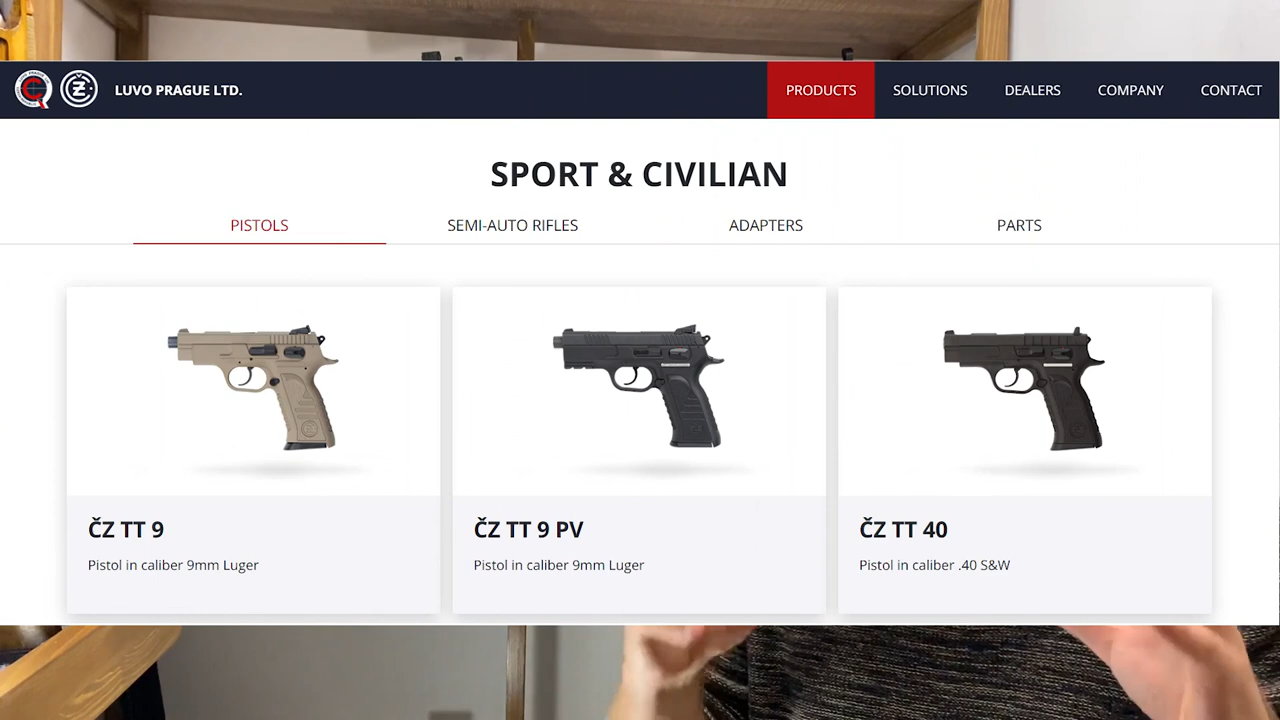 LUVO PRAGUE LTD.
PRODUCTS
SOLUTIONS
DEALERS
COMPANY
CONTACT
SPORT & CIVILIAN
PISTOLS
SEMI-AUTO RIFLES
ADAPTERS
PARTS
ČZ TT 9
Pistol in caliber 9mm Luger
ČZ TT 9 PV
Pistol in caliber 9mm Luger
ČZ TT 40
Pistol in caliber .40 S&W